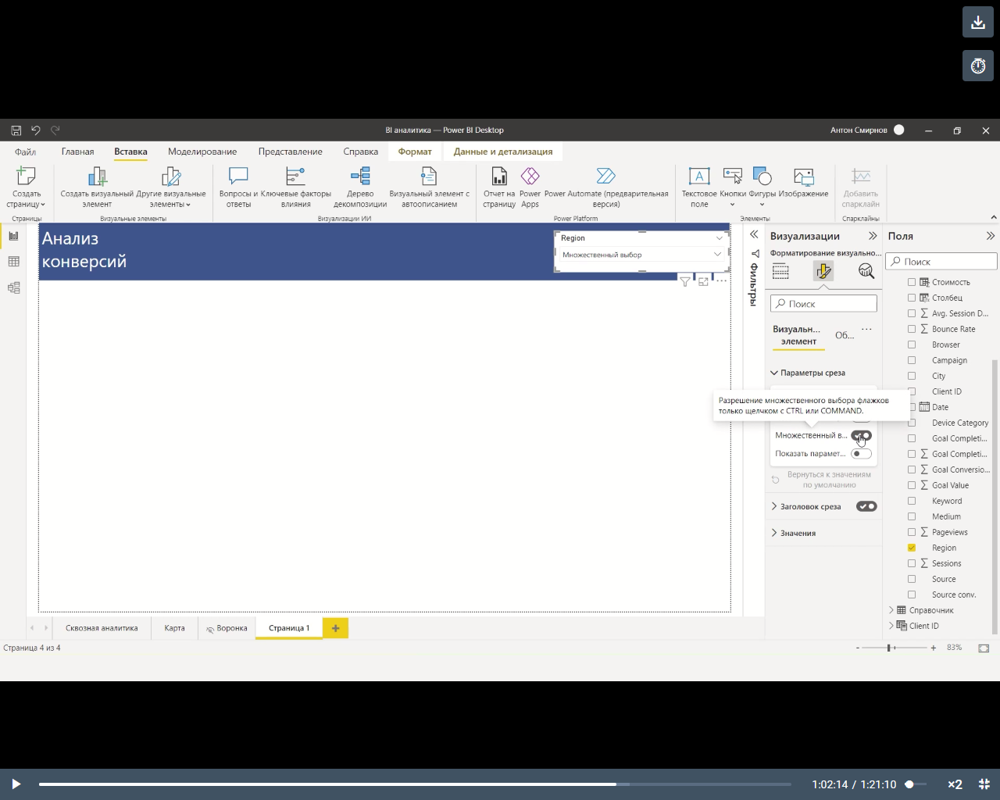 BI аналитика — Power BI Desktop
Антон Смирнов
Файл
Главная
Вставка
Моделирование
Представление
Справка
Формат
Данные и детализация
Создать страницу
Создать визуальный элемент
Другие визуальные элементы
Вопросы и ответы
Ключевые факторы влияния
Дерево декомпозиции
Визуальный элемент с автоописанием
Отчет на страницу
Power Apps
Power Automate (предварительная версия)
Текстовое поле
Кнопки
Фигуры
Изображение
Добавить спарклайн
Страницы
Визуальные элементы
Визуализации ИИ
Power Platform
Элементы
Спарклайны
Анализ
конверсий
Region
Множественный выбор
Фильтры
Визуализации
Форматирование визуально...
Поиск
Визуальн...
элемент
Об...
Параметры среза
Разрешение множественного выбора флажков
только щелчком с CTRL или COMMAND.
Множественный в...
Показать парамет...
Вернуться к значениям
по умолчанию
Заголовок среза
Значения
Поля
Поиск
Стоимость
Столбец
Avg. Session D...
Bounce Rate
Browser
Campaign
City
Client ID
Date
Device Category
Goal Completi...
Goal Completi...
Goal Conversio...
Goal Value
Keyword
Medium
Pageviews
Region
Sessions
Source
Source conv.
Справочник
Client ID
Сквозная аналитика
Карта
Воронка
Страница 1
Страница 4 из 4
- + 83%
1:02:14 / 1:21:10
×2